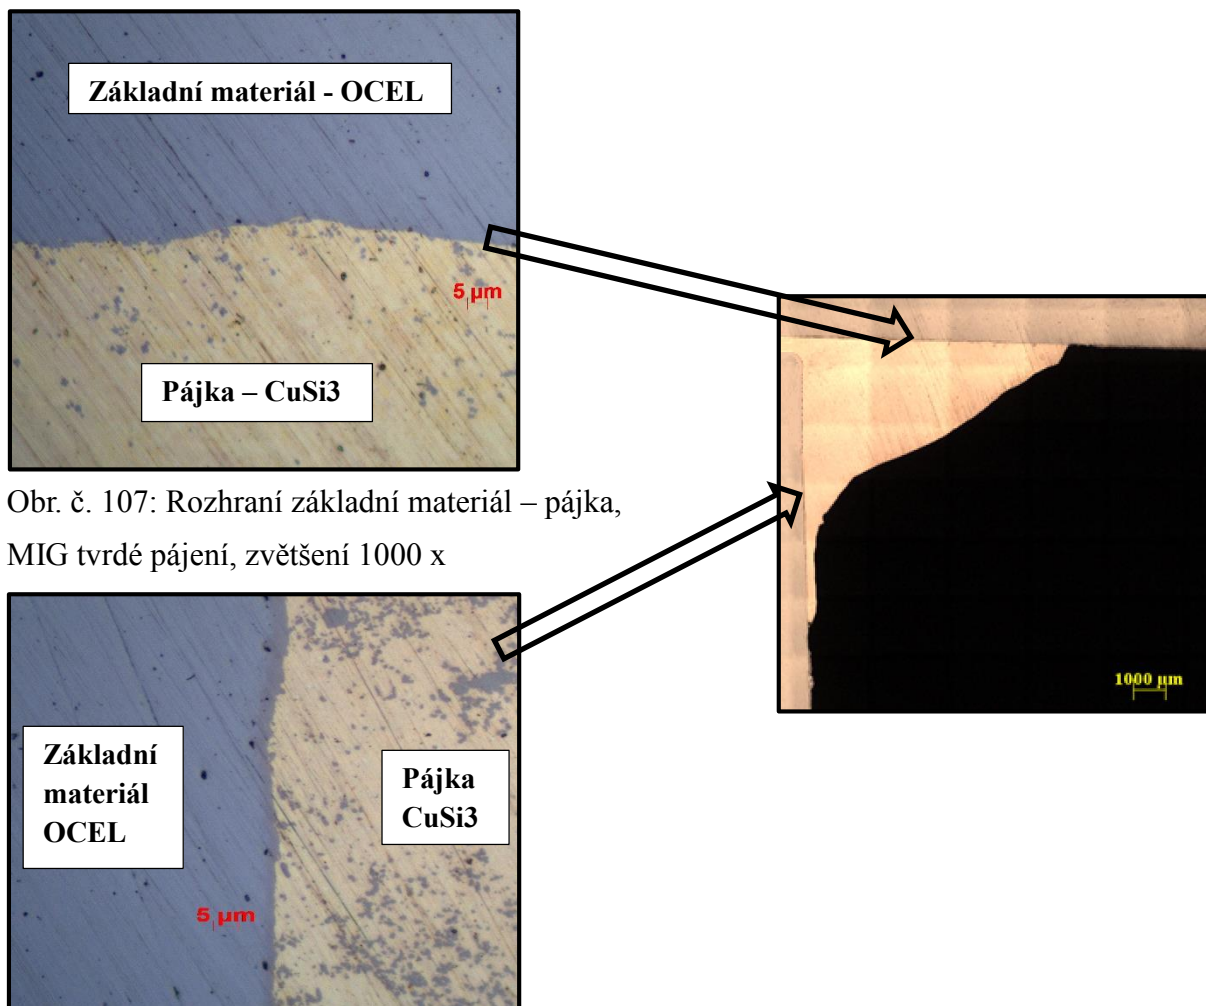 Základní materiál - OCEL
5 µm
Pájka – CuSi3
Obr. č. 107: Rozhraní základní materiál – pájka,
MIG tvrdé pájení, zvětšení 1000 x
1000 µm
Základní
materiál
OCEL
Pájka
CuSi3
5 µm